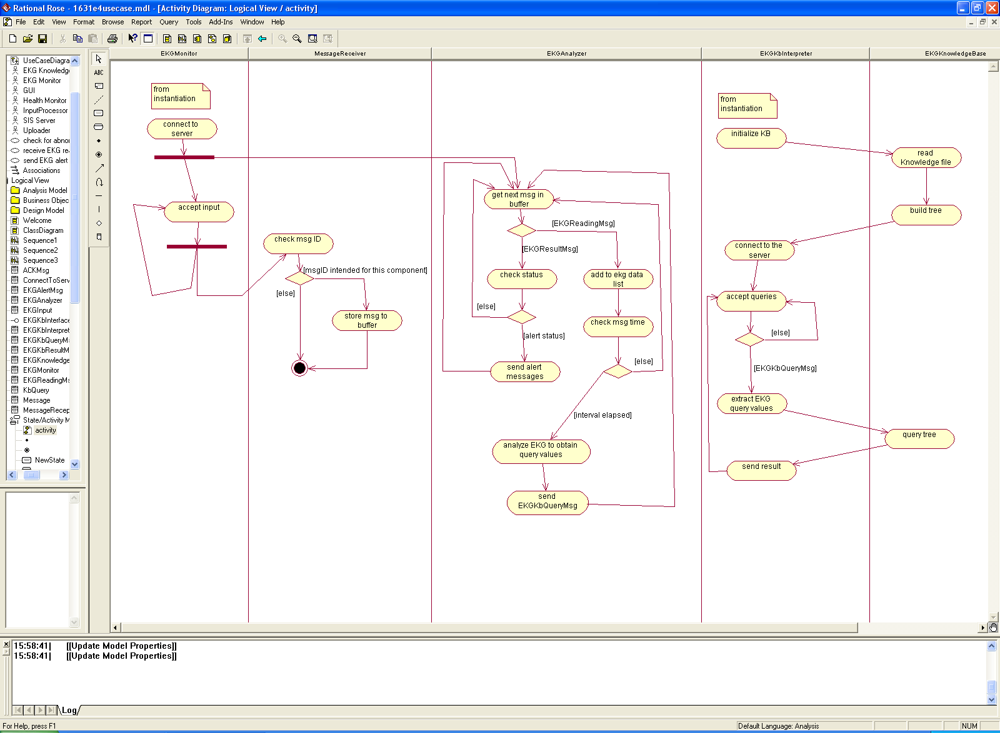 Rational Rose - 1631e4usecase.mdl - [Activity Diagram: Logical View / activity]
File Edit View Format Browse Report Query Tools Add-Ins Window Help
EKGMonitor
MessageReceiver
EKGAnalyzer
EKGKbInterpreter
EKGKnowledgeBase
UseCaseDiagra
EKG Knowledg
EKG Monitor
GUI
Health Monitor
InputProcessor
SIS Server
Uploader
check for abnor
receive EKG re
send EKG alert
Associations
Logical View
Analysis Model
Business Objec
Design Model
Welcome
ClassDiagram
Sequence1
Sequence2
Sequence3
ACKMsg
ConnectToServ
EKGAlertMsg
EKGAnalyzer
EKGInput
EKGKbInterface
EKGKbInterpret
EKGKbQueryM
EKGKbResultM
EKGKnowledge
EKGMonitor
EKGReadingMs
KbQuery
Message
MessageRecep
State/Activity M
activity
NewState
ABC
from
instantiation
connect to
server
accept input
check msg ID
[msgID intended for this component]
[else]
store msg to
buffer
get next msg in
buffer
[EKGReadingMsg]
[EKGResultMsg]
check status
add to ekg data
list
[else]
check msg time
[alert status]
send alert
messages
[else]
[interval elapsed]
analyze EKG to obtain
query values
send
EKGKbQueryMsg
from
instantiation
initialize KB
read
Knowledge file
build tree
connect to the
server
accept queries
[else]
[EKGKbQueryMsg]
extract EKG
query values
query tree
send result
15:58:41| [[Update Model Properties]]
15:58:41| [[Update Model Properties]]
Log
For Help, press F1
Default Language: Analysis
NUM